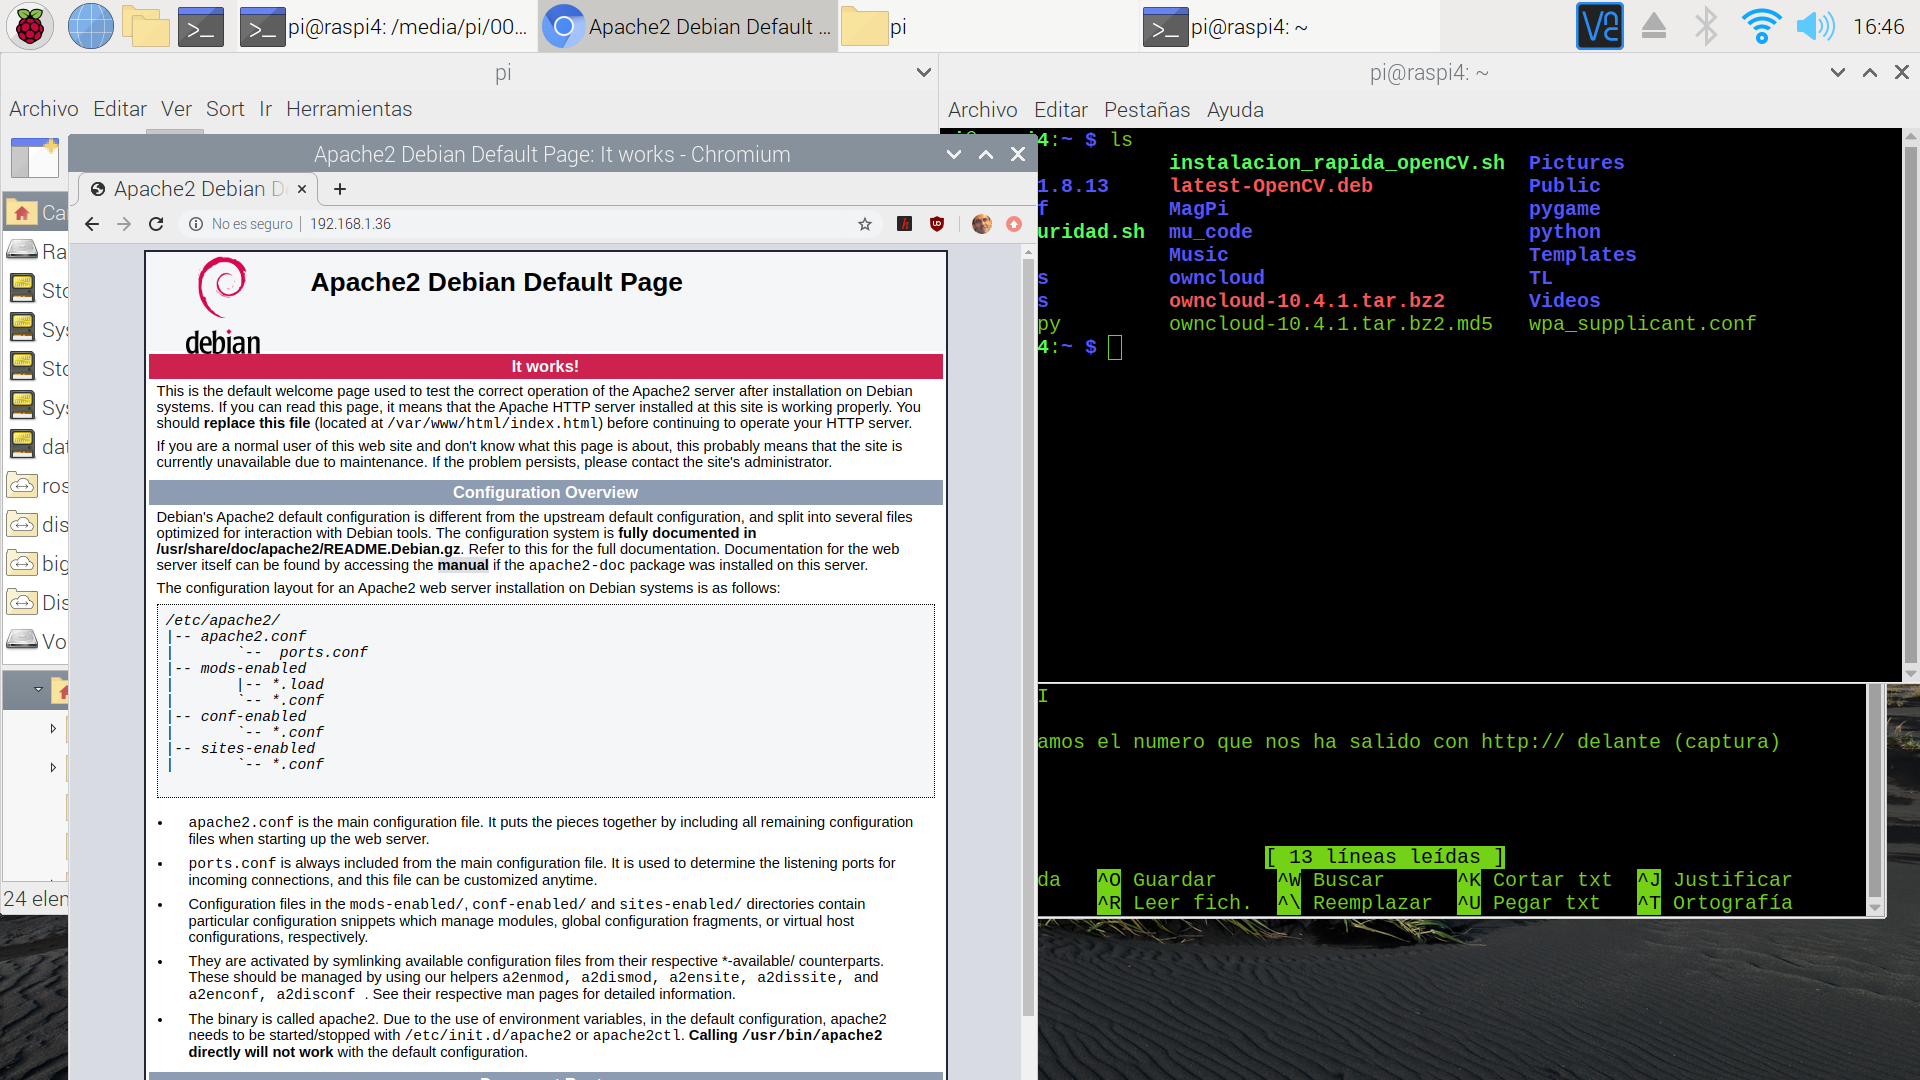 pi@raspi4: /media/pi/00...
Apache2 Debian Default ...
pi
pi@raspi4: ~
16:46
pi
Archivo Editar Ver Sort Ir Herramientas
24 elem
Apache2 Debian Default Page: It works - Chromium
Apache2 Debian D
No es seguro | 192.168.1.36
Apache2 Debian Default Page
debian
It works!
This is the default welcome page used to test the correct operation of the Apache2 server after installation on Debian
systems. If you can read this page, it means that the Apache HTTP server installed at this site is working properly. You
should replace this file (located at /var/www/html/index.html) before continuing to operate your HTTP server.
If you are a normal user of this web site and don't know what this page is about, this probably means that the site is
currently unavailable due to maintenance. If the problem persists, please contact the site's administrator.
Configuration Overview
Debian's Apache2 default configuration is different from the upstream default configuration, and split into several files
optimized for interaction with Debian tools. The configuration system is fully documented in
/usr/share/doc/apache2/README.Debian.gz. Refer to this for the full documentation. Documentation for the web
server itself can be found by accessing the manual if the apache2-doc package was installed on this server.
The configuration layout for an Apache2 web server installation on Debian systems is as follows:
/etc/apache2/
|-- apache2.conf
|       `--  ports.conf
|-- mods-enabled
|       |-- *.load
|       `-- *.conf
|-- conf-enabled
|       `-- *.conf
|-- sites-enabled
|       `-- *.conf
• apache2.conf is the main configuration file. It puts the pieces together by including all remaining configuration
files when starting up the web server.
• ports.conf is always included from the main configuration file. It is used to determine the listening ports for
incoming connections, and this file can be customized anytime.
• Configuration files in the mods-enabled/, conf-enabled/ and sites-enabled/ directories contain
particular configuration snippets which manage modules, global configuration fragments, or virtual host
configurations, respectively.
• They are activated by symlinking available configuration files from their respective *-available/ counterparts.
These should be managed by using our helpers a2enmod, a2dismod, a2ensite, a2dissite, and
a2enconf, a2disconf . See their respective man pages for detailed information.
• The binary is called apache2. Due to the use of environment variables, in the default configuration, apache2
needs to be started/stopped with /etc/init.d/apache2 or apache2ctl. Calling /usr/bin/apache2
directly will not work with the default configuration.
pi@raspi4: ~
Archivo Editar Pestañas Ayuda
4:~ $ ls
instalacion_rapida_openCV.sh Pictures
1.8.13 latest-OpenCV.deb Public
f MagPi pygame
uridad.sh mu_code python
Music Templates
s owncloud TL
s owncloud-10.4.1.tar.bz2 Videos
py owncloud-10.4.1.tar.bz2.md5 wpa_supplicant.conf
4:~ $
I
amos el numero que nos ha salido con http:// delante (captura)
[ 13 líneas leídas ]
da ^O Guardar ^W Buscar ^K Cortar txt ^J Justificar
^R Leer fich. ^\ Reemplazar ^U Pegar txt ^T Ortografía